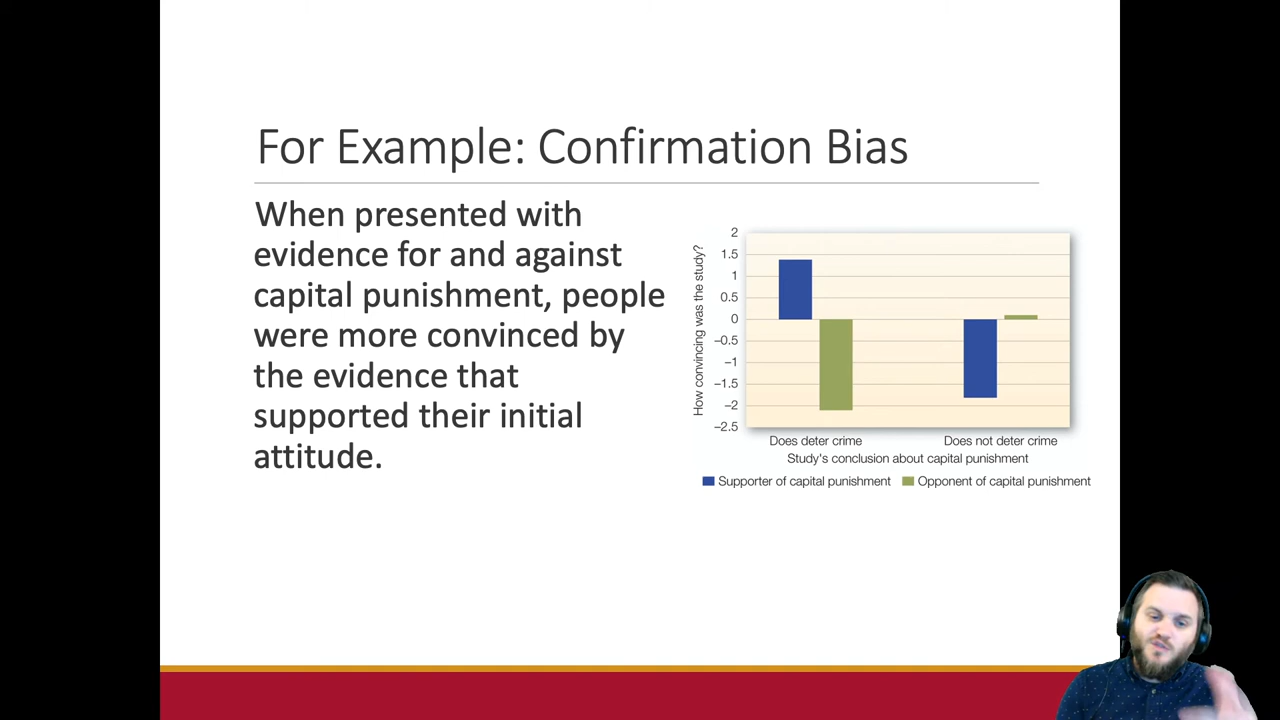 For Example: Confirmation Bias
When presented with
evidence for and against
capital punishment, people
were more convinced by
the evidence that
supported their initial
attitude.
How convincing was the study?
2
1.5
1
0.5
0
−0.5
−1
−1.5
−2
−2.5
Does deter crime
Does not deter crime
Study's conclusion about capital punishment
Supporter of capital punishment
Opponent of capital punishment